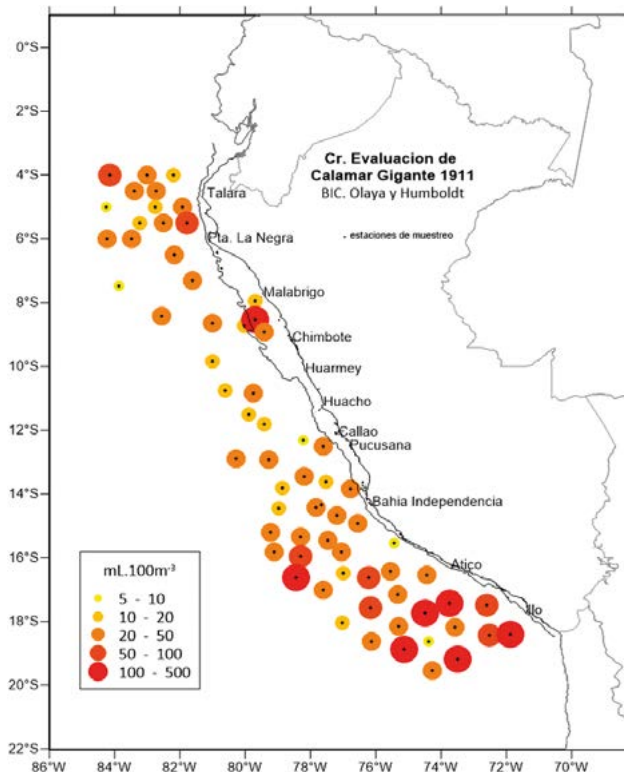 0°S
2°S
4°S
6°S
8°S
10°S
12°S
14°S
16°S
18°S
20°S
22°S
86°W
84°W
82°W
80°W
78°W
76°W
74°W
72°W
70°W
Cr. Evaluacion de
Calamar Gigante 1911
BIC. Olaya y Humboldt
estaciones de muestreo
Talara
Pta. La Negra
Malabrigo
Chimbote
Huarmey
Huacho
Callao
Pucusana
Bahia Independencia
Atico
Ilo
mL.100m⁻³
5 - 10
10 - 20
20 - 50
50 - 100
100 - 500